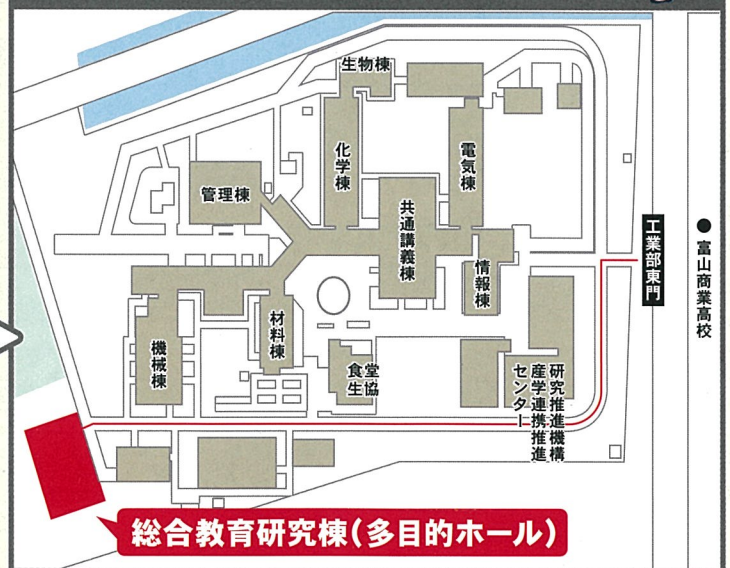 生物棟
化学棟
電気棟
管理棟
共通講義棟
工業部東門
● 富山商業高校
情報棟
材料棟
機械棟
食堂
生協
研究推進機構
産学連携推進
センター
総合教育研究棟(多目的ホール)